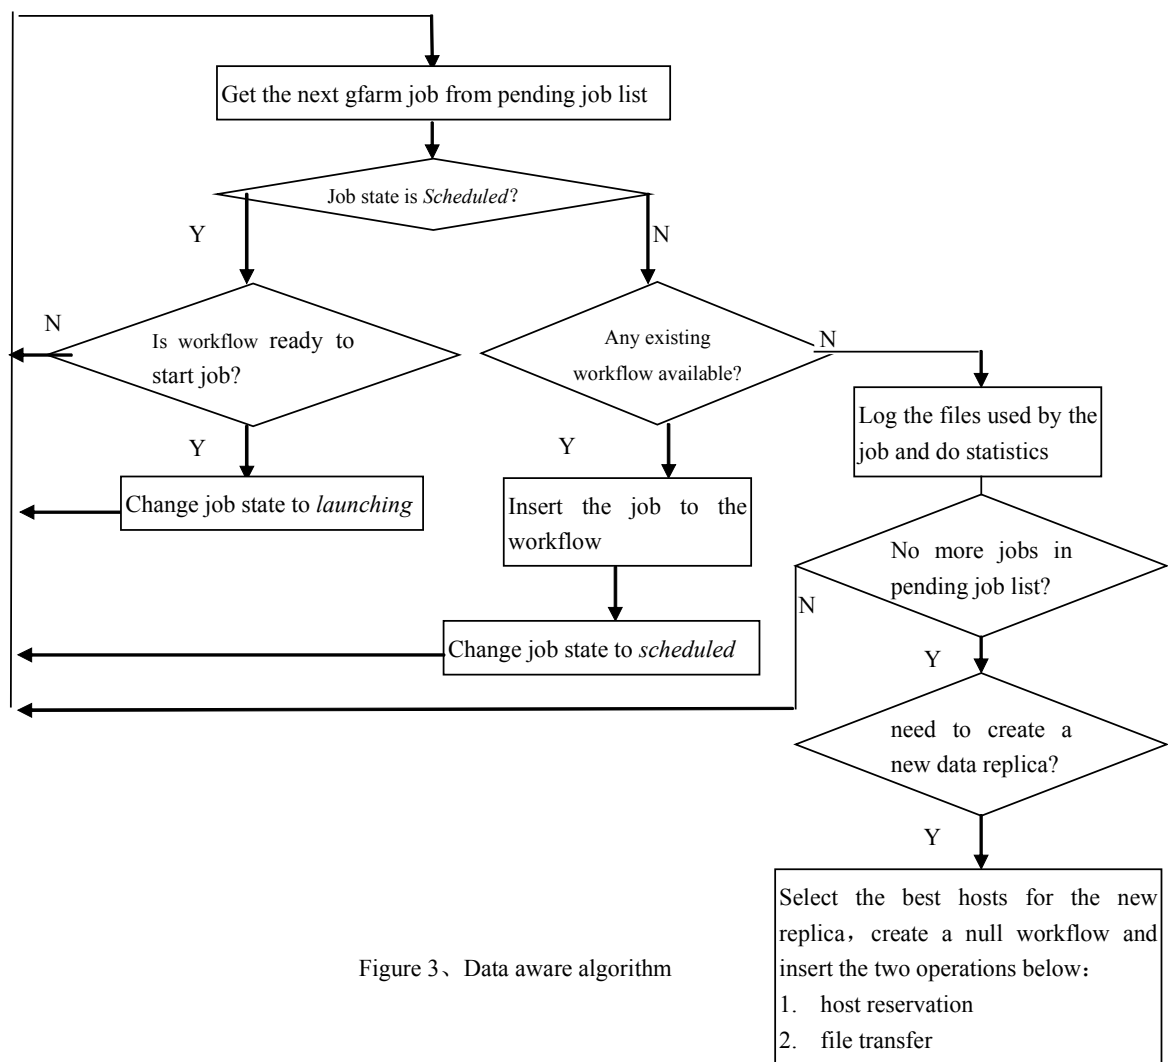 Get the next gfarm job from pending job list
Job state is Scheduled?
Y
N
N
Is workflow ready to
start job?
Any existing
workflow available?
N
Log the files used by the
job and do statistics
Y
Change job state to launching
Y
Insert the job to the
workflow
No more jobs in
pending job list?
N
Change job state to scheduled
Y
need to create a
new data replica?
Y
Select the best hosts for the new
replica，create a null workflow and
insert the two operations below：
1. host reservation
2. file transfer
Figure 3、Data aware algorithm